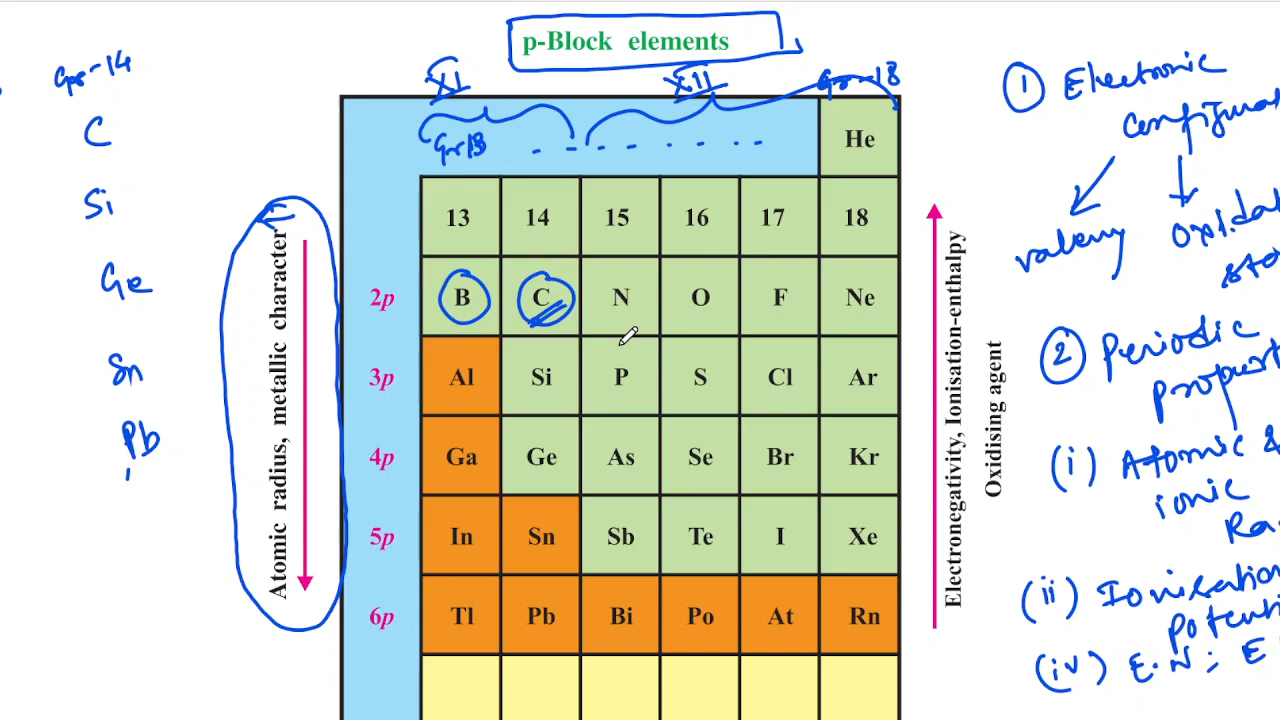 p-Block elements
XI
XII
Gr-18
Gr-14
C
Si
Ge
Sn
Pb
Gr 13
He
13 14 15 16 17 18
2p B C N O F Ne
3p Al Si P S Cl Ar
4p Ga Ge As Se Br Kr
5p In Sn Sb Te I Xe
6p Tl Pb Bi Po At Rn
Atomic radius, metallic character
Electronegativity, Ionisation-enthalpy
Oxidising agent
1 Electronic
valency
2 Periodic
(i) Atomic &
ionic
(ii)
(iv) E.N; E